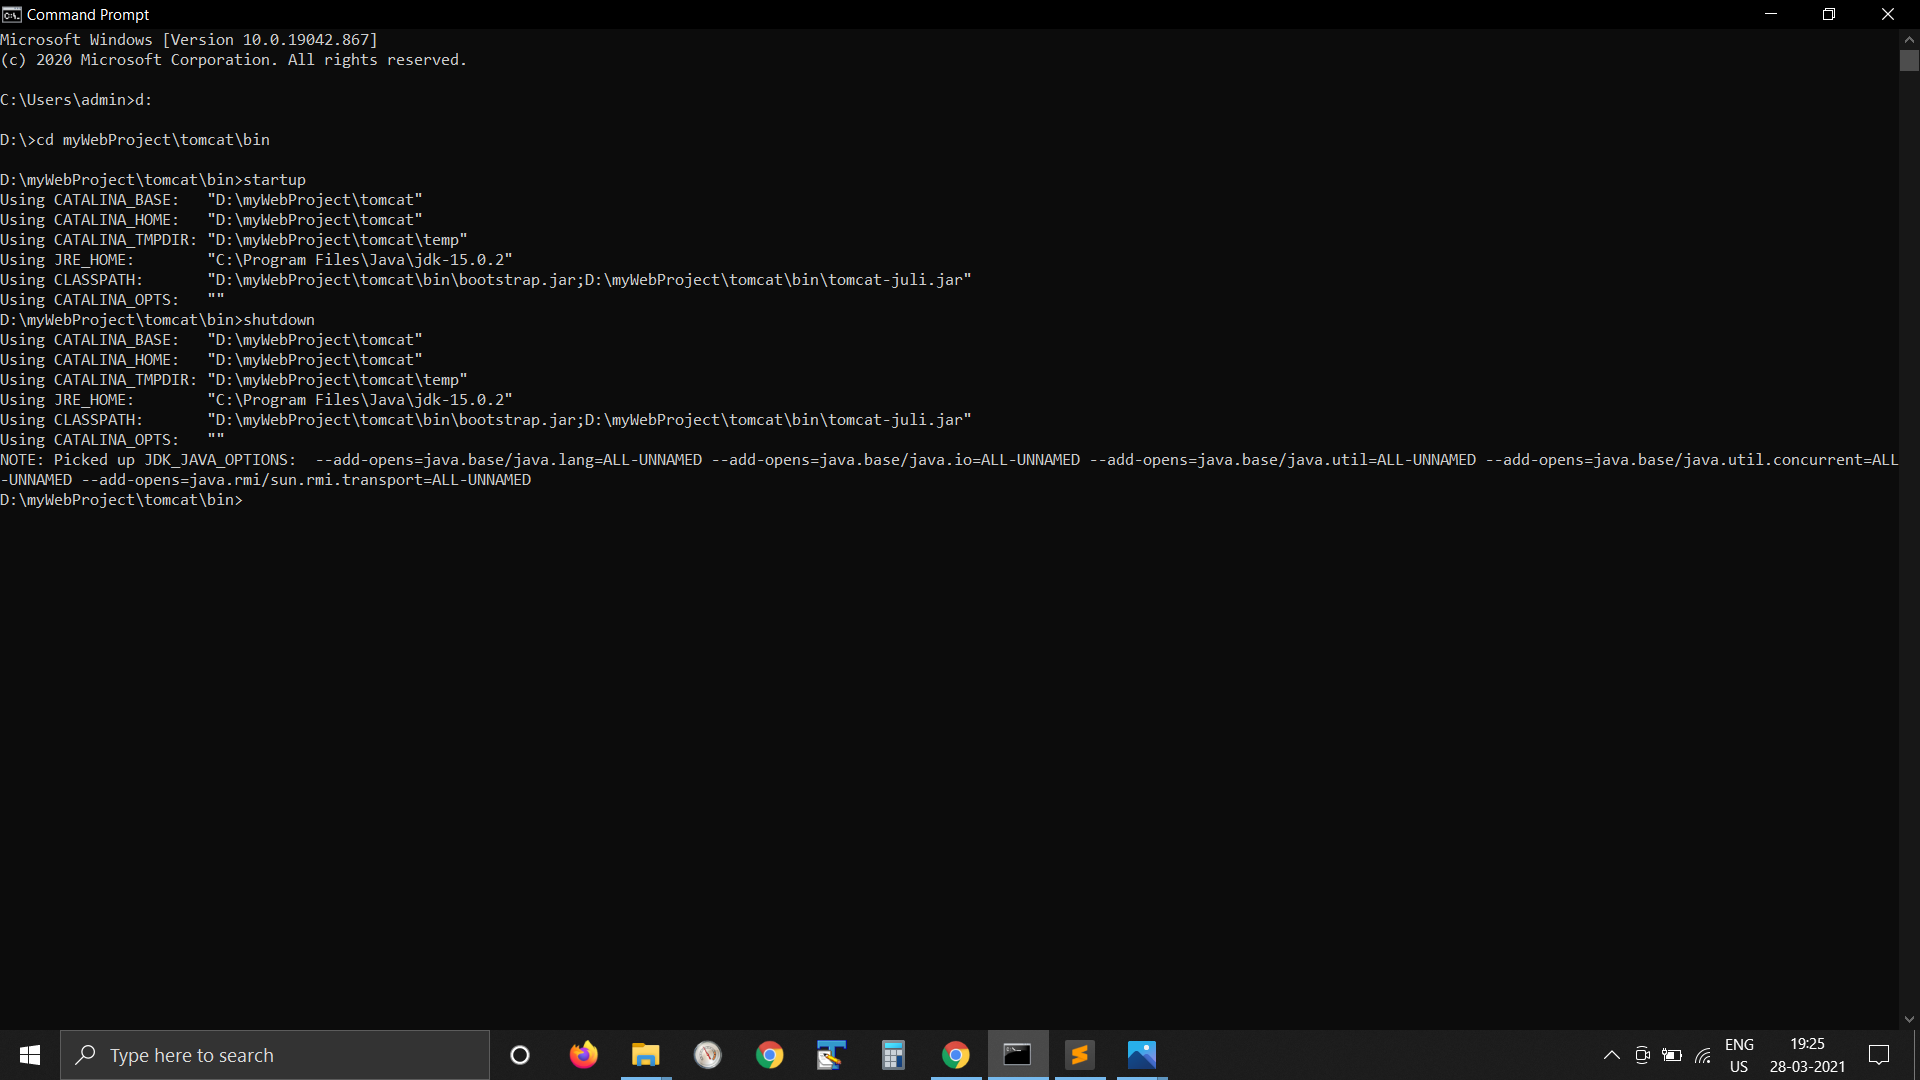 Command Prompt
Microsoft Windows [Version 10.0.19042.867]
(c) 2020 Microsoft Corporation. All rights reserved.
C:\Users\admin>d:
D:\>cd myWebProject\tomcat\bin
D:\myWebProject\tomcat\bin>startup
Using CATALINA_BASE:   "D:\myWebProject\tomcat"
Using CATALINA_HOME:   "D:\myWebProject\tomcat"
Using CATALINA_TMPDIR: "D:\myWebProject\tomcat\temp"
Using JRE_HOME:        "C:\Program Files\Java\jdk-15.0.2"
Using CLASSPATH:       "D:\myWebProject\tomcat\bin\bootstrap.jar;D:\myWebProject\tomcat\bin\tomcat-juli.jar"
Using CATALINA_OPTS:   ""
D:\myWebProject\tomcat\bin>shutdown
Using CATALINA_BASE:   "D:\myWebProject\tomcat"
Using CATALINA_HOME:   "D:\myWebProject\tomcat"
Using CATALINA_TMPDIR: "D:\myWebProject\tomcat\temp"
Using JRE_HOME:        "C:\Program Files\Java\jdk-15.0.2"
Using CLASSPATH:       "D:\myWebProject\tomcat\bin\bootstrap.jar;D:\myWebProject\tomcat\bin\tomcat-juli.jar"
Using CATALINA_OPTS:   ""
NOTE: Picked up JDK_JAVA_OPTIONS:  --add-opens=java.base/java.lang=ALL-UNNAMED --add-opens=java.base/java.io=ALL-UNNAMED --add-opens=java.base/java.util=ALL-UNNAMED --add-opens=java.base/java.util.concurrent=ALL
-UNNAMED --add-opens=java.rmi/sun.rmi.transport=ALL-UNNAMED
D:\myWebProject\tomcat\bin>
Type here to search
ENG
US
19:25
28-03-2021